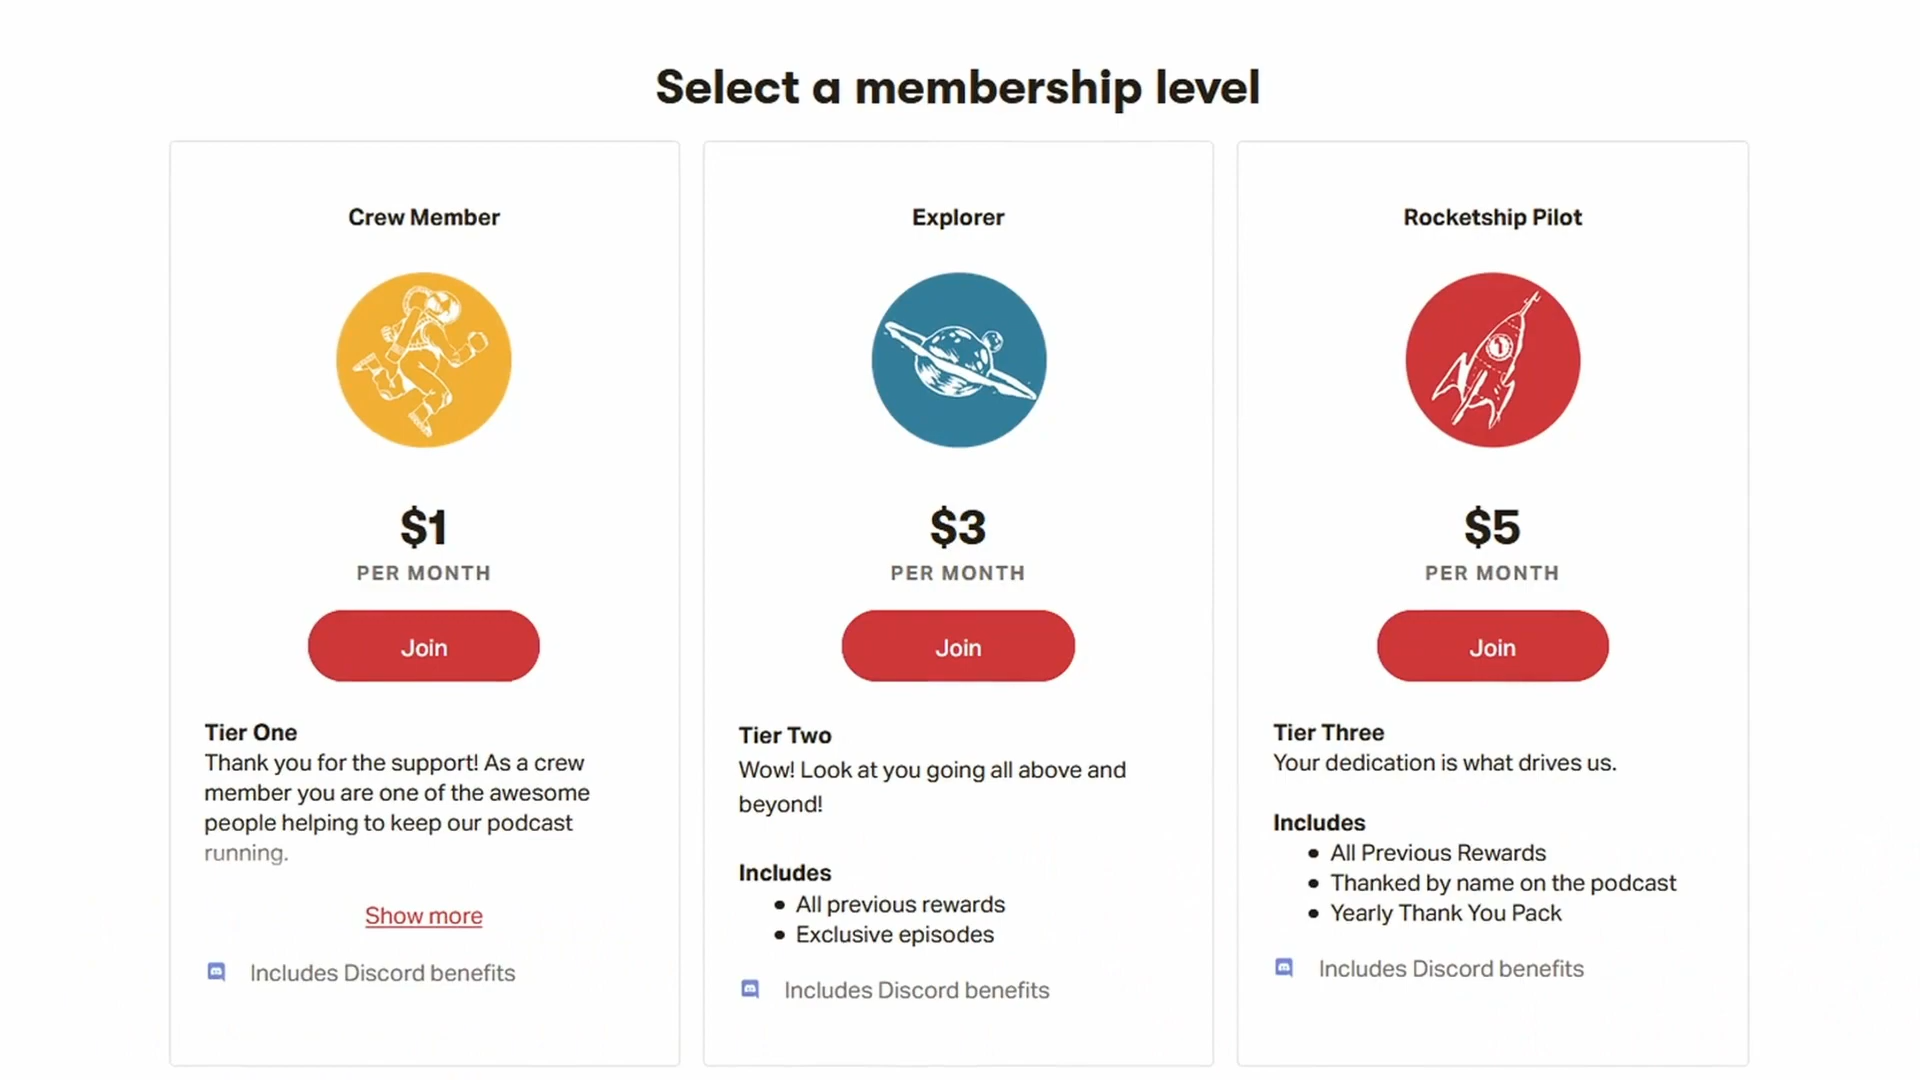 Select a membership level
Crew Member
$1
PER MONTH
Join
Tier One
Thank you for the support! As a crew
member you are one of the awesome
people helping to keep our podcast
running.
Show more
Includes Discord benefits
Explorer
$3
PER MONTH
Join
Tier Two
Wow! Look at you going all above and
beyond!
Includes
• All previous rewards
• Exclusive episodes
Includes Discord benefits
Rocketship Pilot
$5
PER MONTH
Join
Tier Three
Your dedication is what drives us.
Includes
• All Previous Rewards
• Thanked by name on the podcast
• Yearly Thank You Pack
Includes Discord benefits